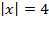 |x| = 4